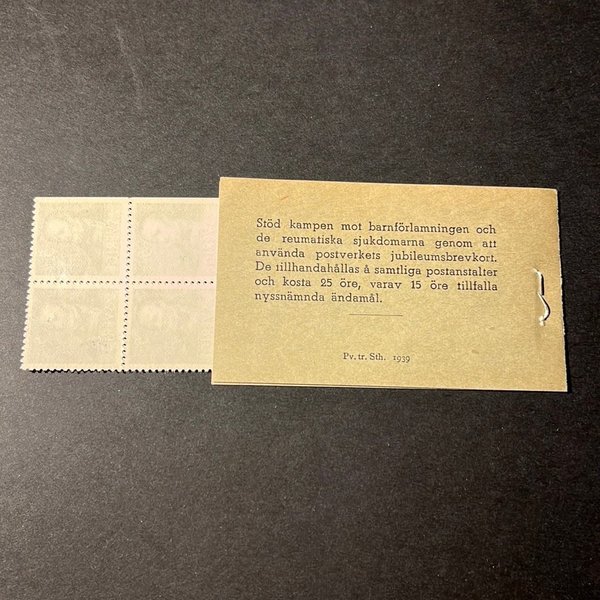 Stöd kampen mot barnförlamningen och
de reumatiska sjukdomarna genom att
använda postverkets jubileumsbrevkort.
De tillhandahållas å samtliga postanstalter
och kosta 25 öre, varav 15 öre tillfalla
nyssnämnda ändamål.
Pv. tr. Sth. 1939